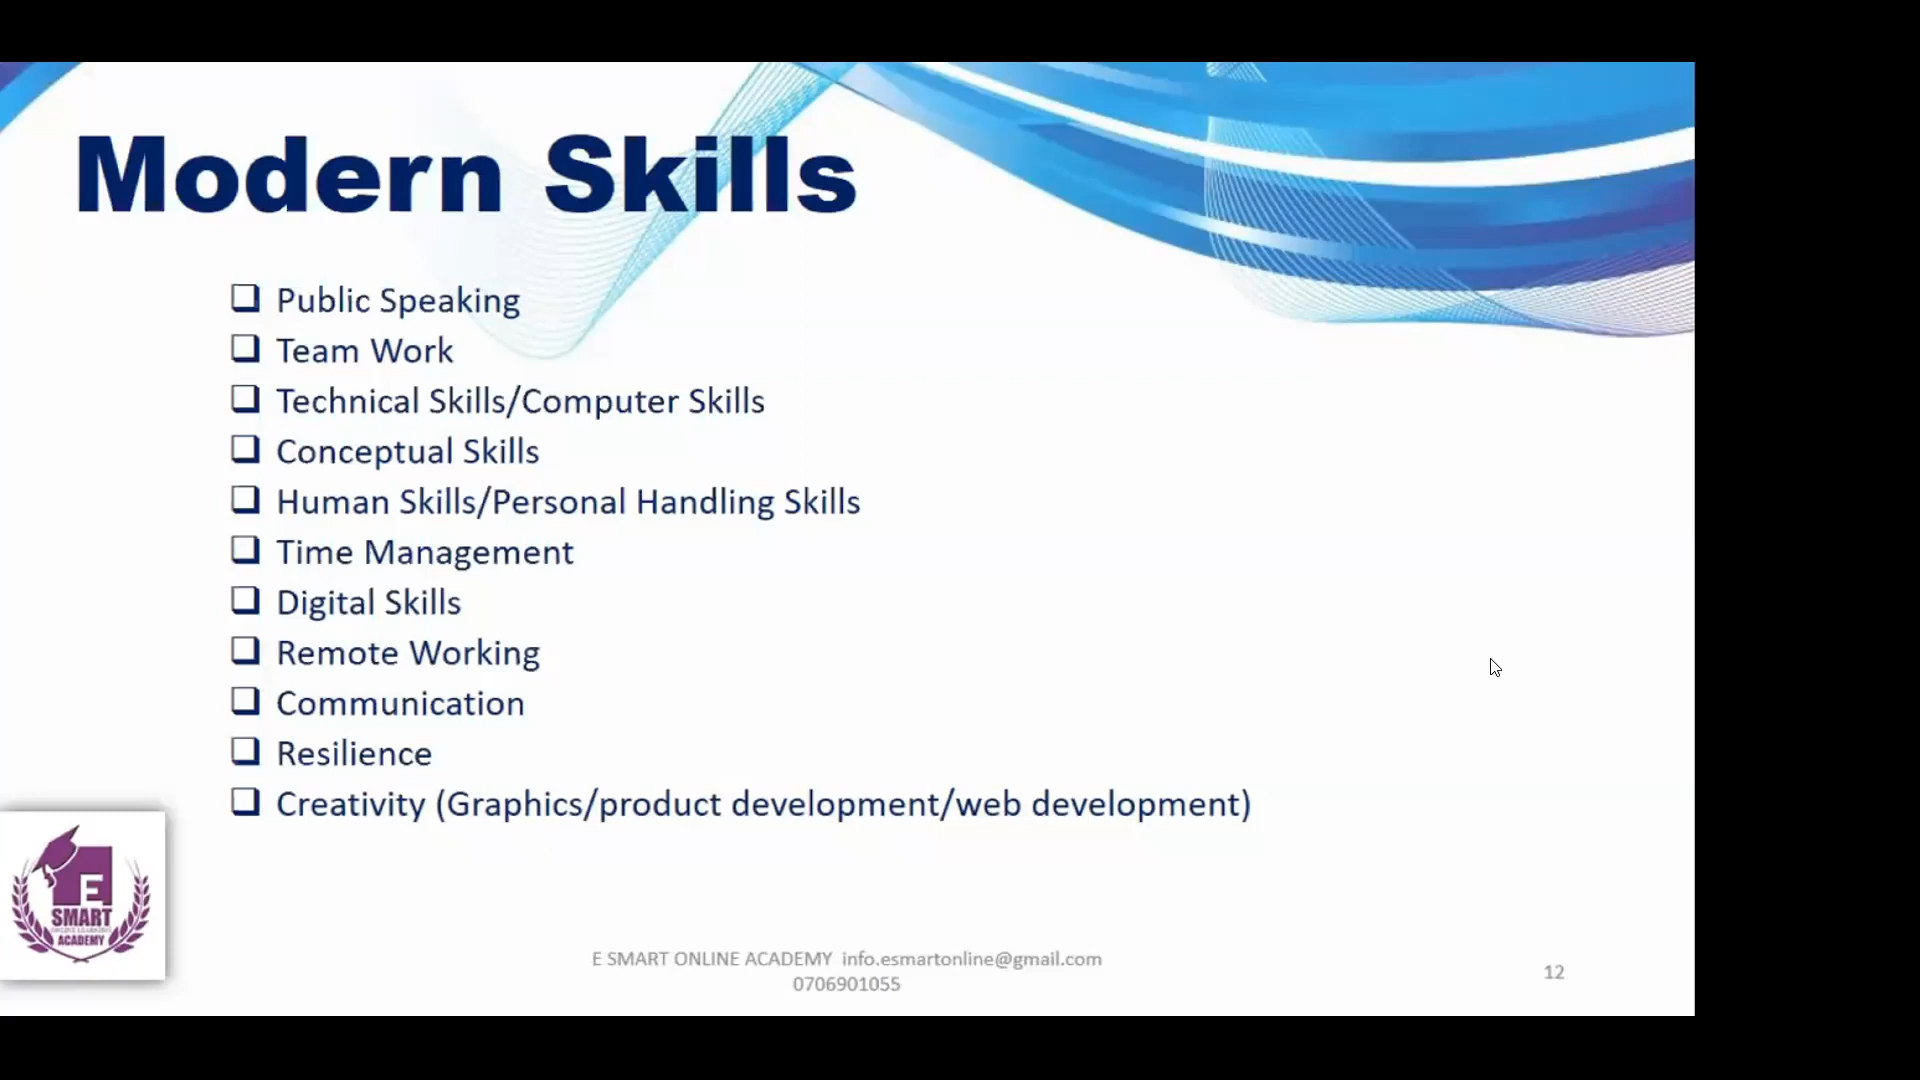 Modern Skills
Public Speaking
Team Work
Technical Skills/Computer Skills
Conceptual Skills
Human Skills/Personal Handling Skills
Time Management
Digital Skills
Remote Working
Communication
Resilience
Creativity (Graphics/product development/web development)
E
SMART
ONLINE LEARNING
ACADEMY
E SMART ONLINE ACADEMY info.esmartonline@gmail.com
0706901055
12